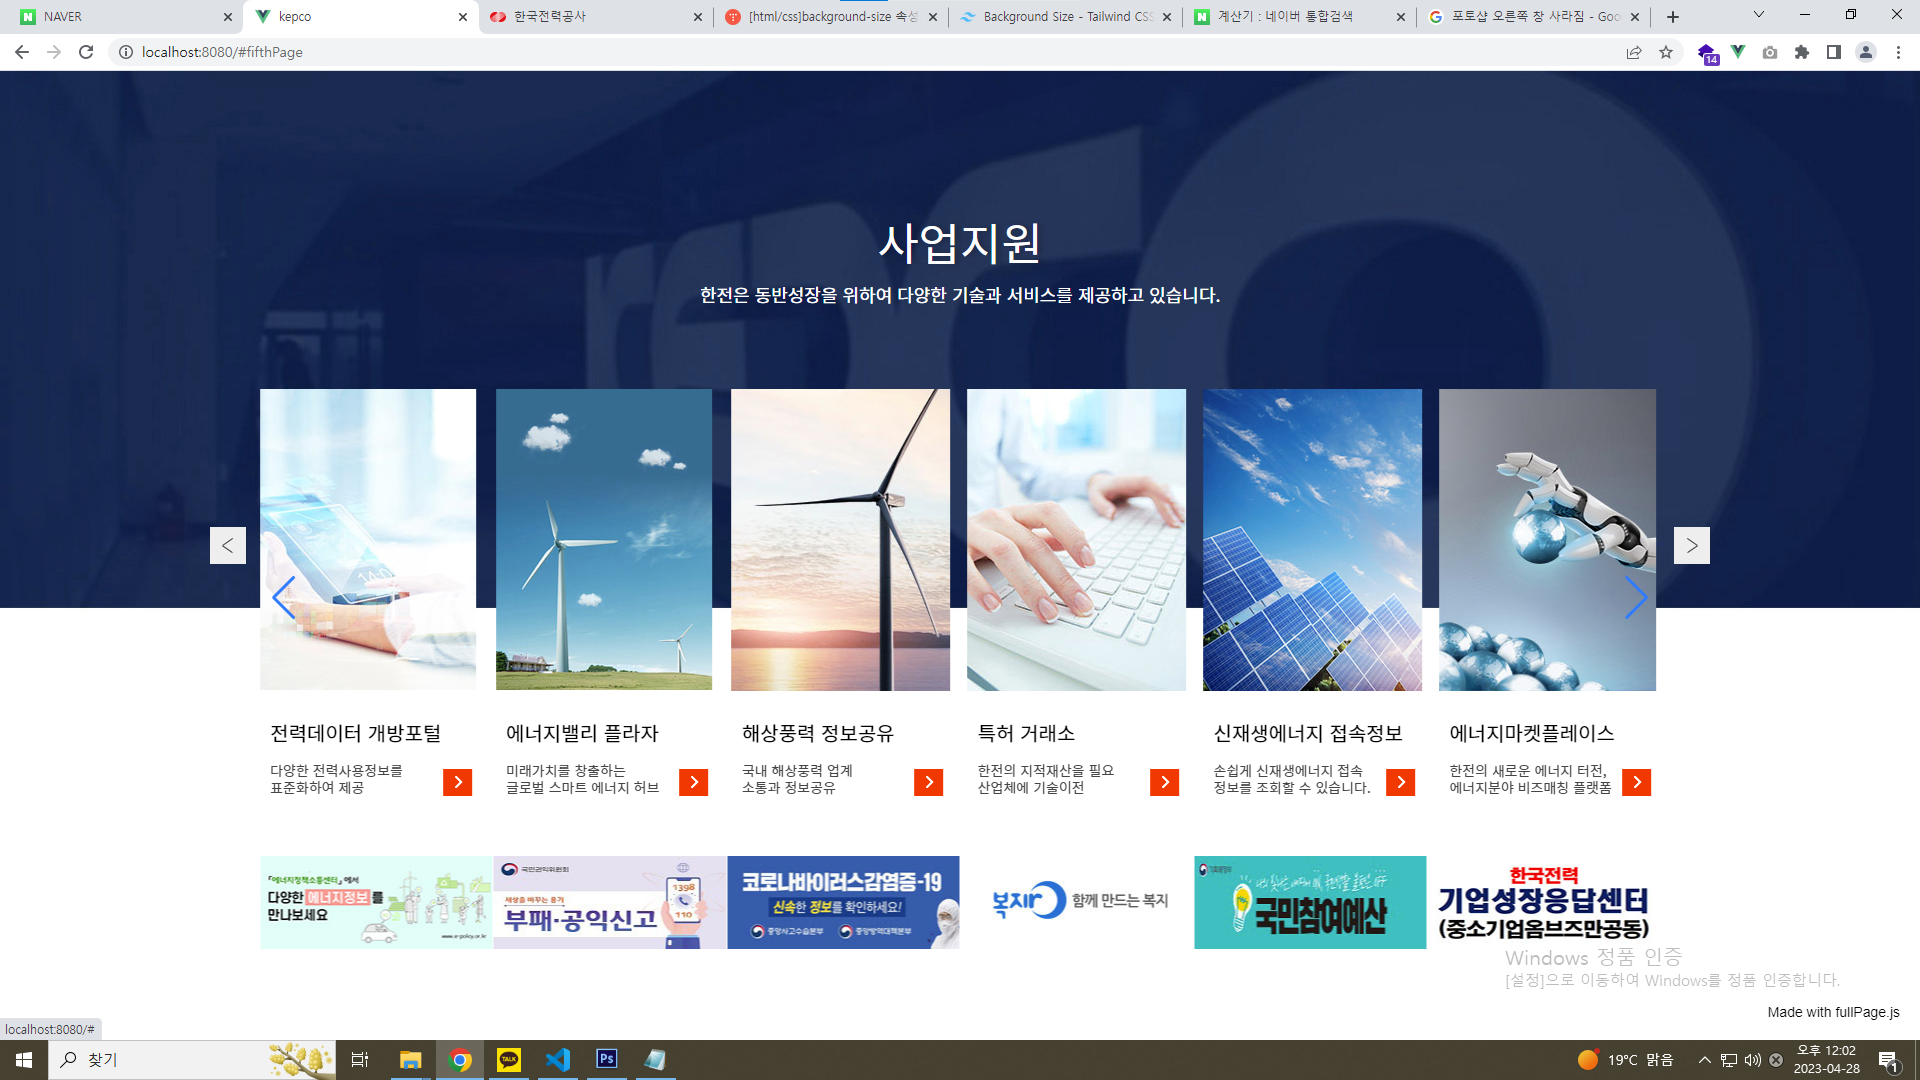 NAVER
kepco
한국전력공사
[html/css]background-size 속성
Background Size - Tailwind CSS
계산기 : 네이버 통합검색
포토샵 오른쪽 창 사라짐 - Goo
localhost:8080/#fifthPage
14
사업지원
한전은 동반성장을 위하여 다양한 기술과 서비스를 제공하고 있습니다.
전력데이터 개방포털
다양한 전력사용정보를
표준화하여 제공
에너지밸리 플라자
미래가치를 창출하는
글로벌 스마트 에너지 허브
해상풍력 정보공유
국내 해상풍력 업계
소통과 정보공유
특허 거래소
한전의 지적재산을 필요
산업체에 기술이전
신재생에너지 접속정보
손쉽게 신재생에너지 접속
정보를 조회할 수 있습니다.
에너지마켓플레이스
한전의 새로운 에너지 터전,
에너지분야 비즈매칭 플랫폼
「에너지정책소통센터」에서
다양한 에너지정보를
만나보세요
www.e-policy.or.kr
국민권익위원회
세상을 바꾸는 용기
부패·공익신고
1398
110
코로나바이러스감염증-19
신속한 정보를 확인하세요!
중앙사고수습본부
중앙방역대책본부
복지로
함께 만드는 복지
국민참여예산
한국전력
기업성장응답센터
(중소기업옴브즈만공동)
Windows 정품 인증
[설정]으로 이동하여 Windows를 정품 인증합니다.
Made with fullPage.js
localhost:8080/#
찾기
TALK
Ps
19°C 맑음
오후 12:02
2023-04-28
1